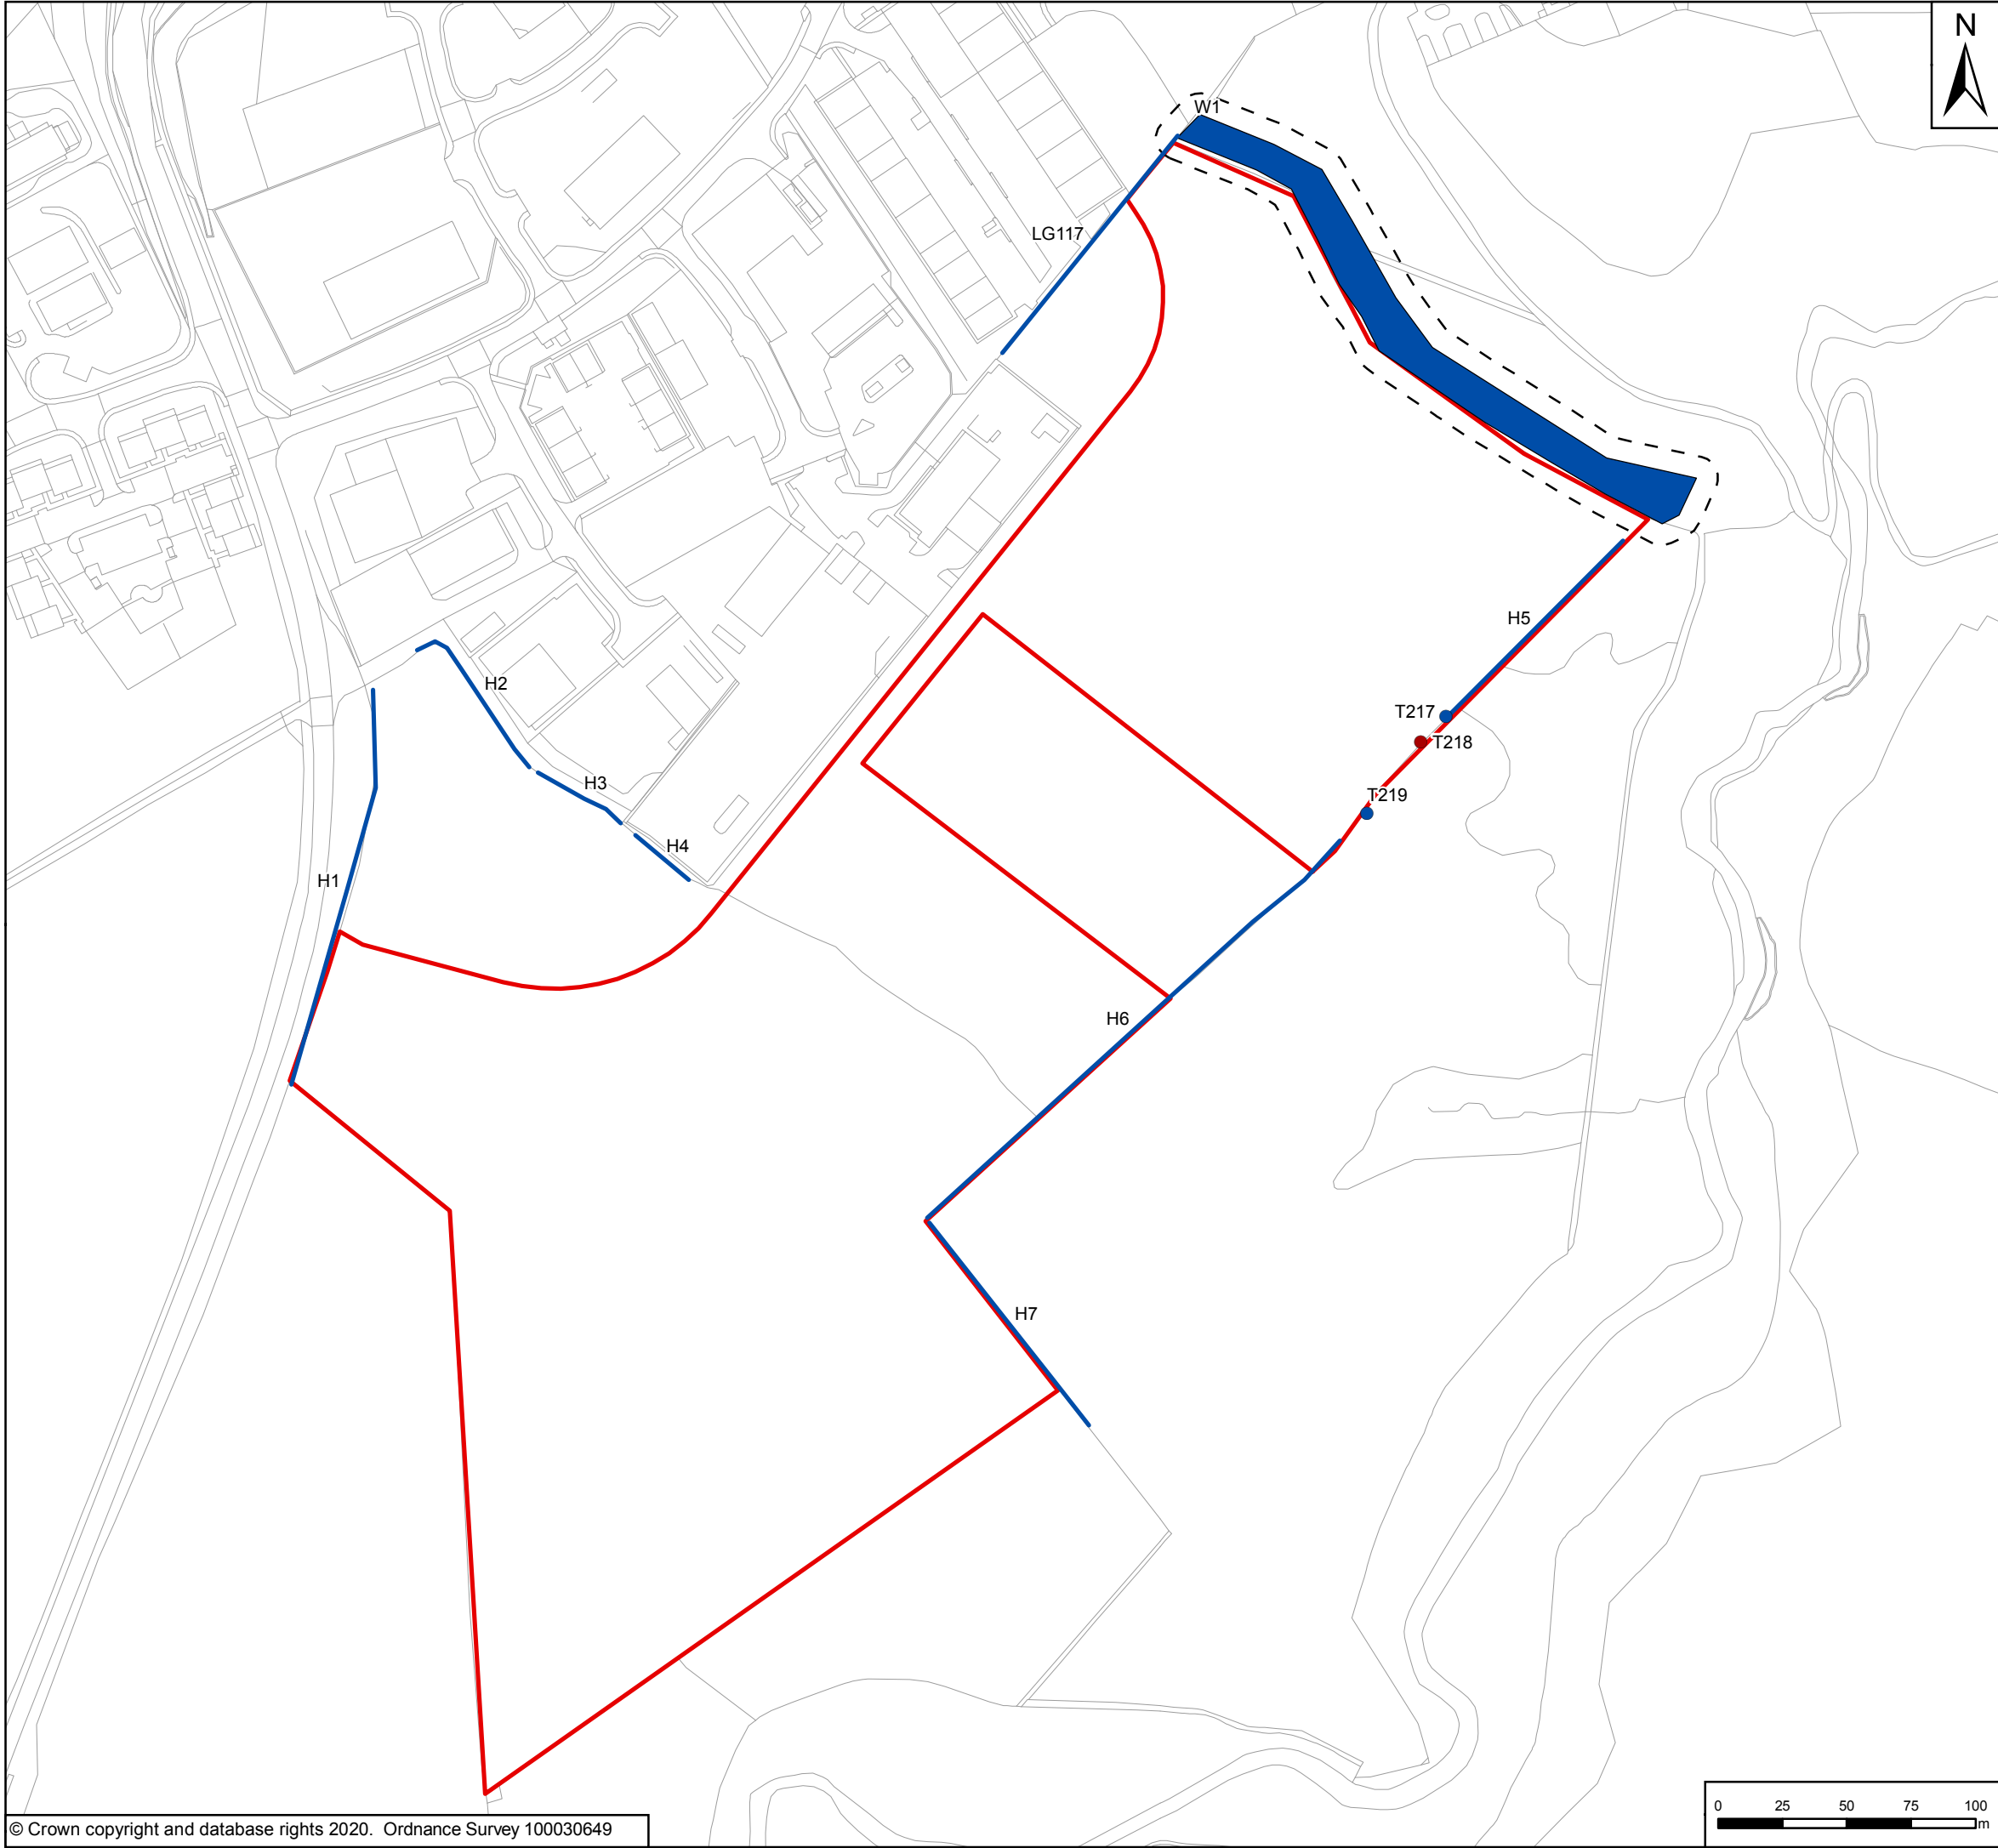 N
W1
LG117
H5
H2
T217
T218
H3
T219
H4
H1
H6
H7
0 25 50 75 100
m
© Crown copyright and database rights 2020. Ordnance Survey 100030649